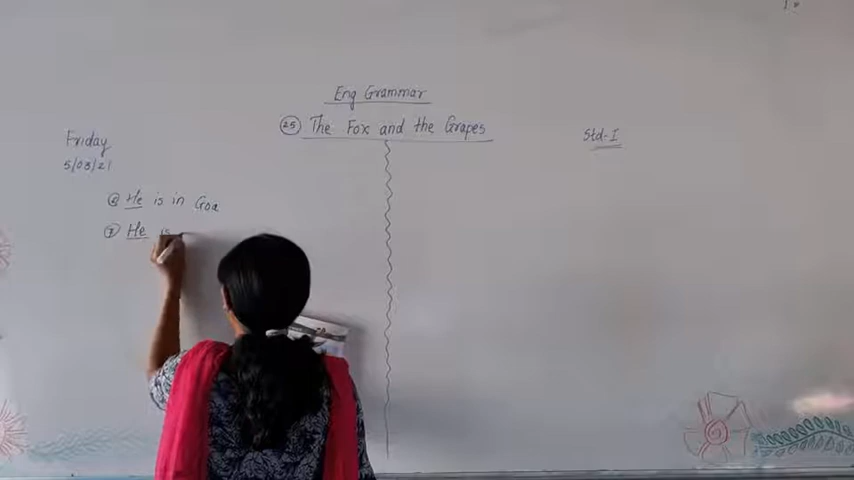 Eng Grammar
25 The Fox and the Grapes
Std-I
Friday
5/03/21
6 He is in Goa
7 He is